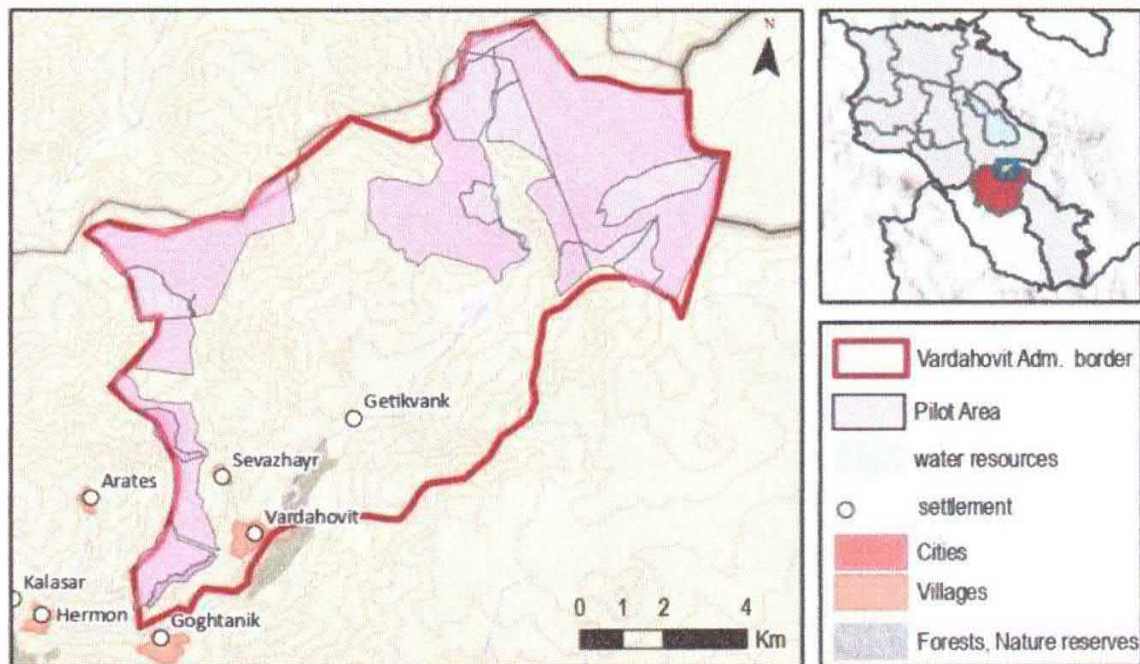 N
Getikvank
Sevazhayr
Arates
Vardahovit
Kalasar
Hermon
Goghtanik
0 1 2 4
Km
Vardahovit Adm. border
Pilot Area
water resources
settlement
Cities
Villages
Forests, Nature reserves